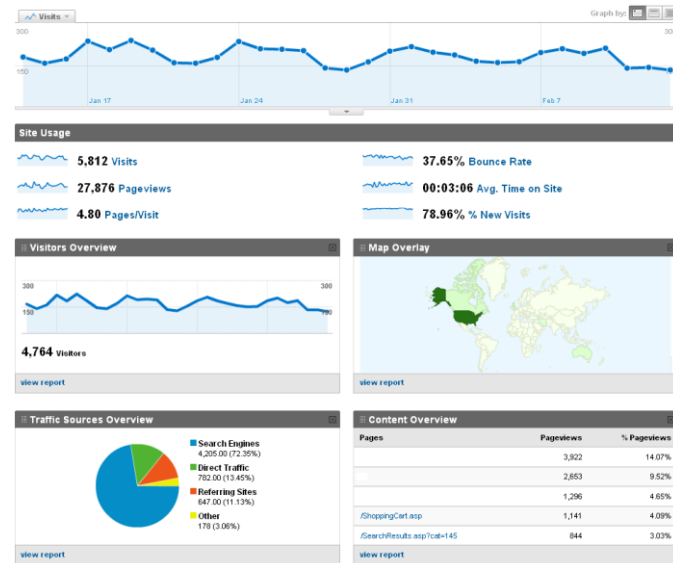 Visits
Graph by:
300
30
150
Jan 17
Jan 24
Jan 31
Feb 7
Site Usage
5,812 Visits
37.65% Bounce Rate
27,876 Pageviews
00:03:06 Avg. Time on Site
4.80 Pages/Visit
78.96% % New Visits
Visitors Overview
Map Overlay
300
300
150
150
4,764 Visitors
view report
view report
Traffic Sources Overview
Content Overview
Search Engines
4,205.00 (72.35%)
Direct Traffic
782.00 (13.45%)
Referring Sites
647.00 (11.13%)
Other
178 (3.06%)
Pages Pageviews % Pageviews
3,922 14.07%
2,653 9.52%
1,296 4.65%
/ShoppingCart.asp 1,141 4.09%
/SearchResults.asp?cat=145 844 3.03%
view report
view report